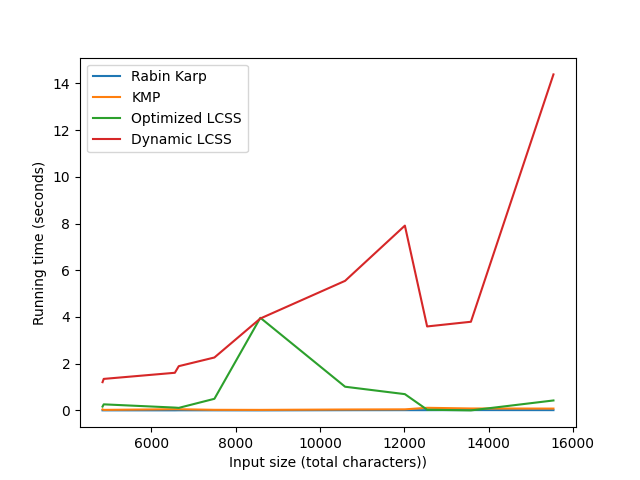 Rabin Karp
KMP
Optimized LCSS
Dynamic LCSS
14
12
10
8
6
4
2
0
Running time (seconds)
6000 8000 10000 12000 14000 16000
Input size (total characters))